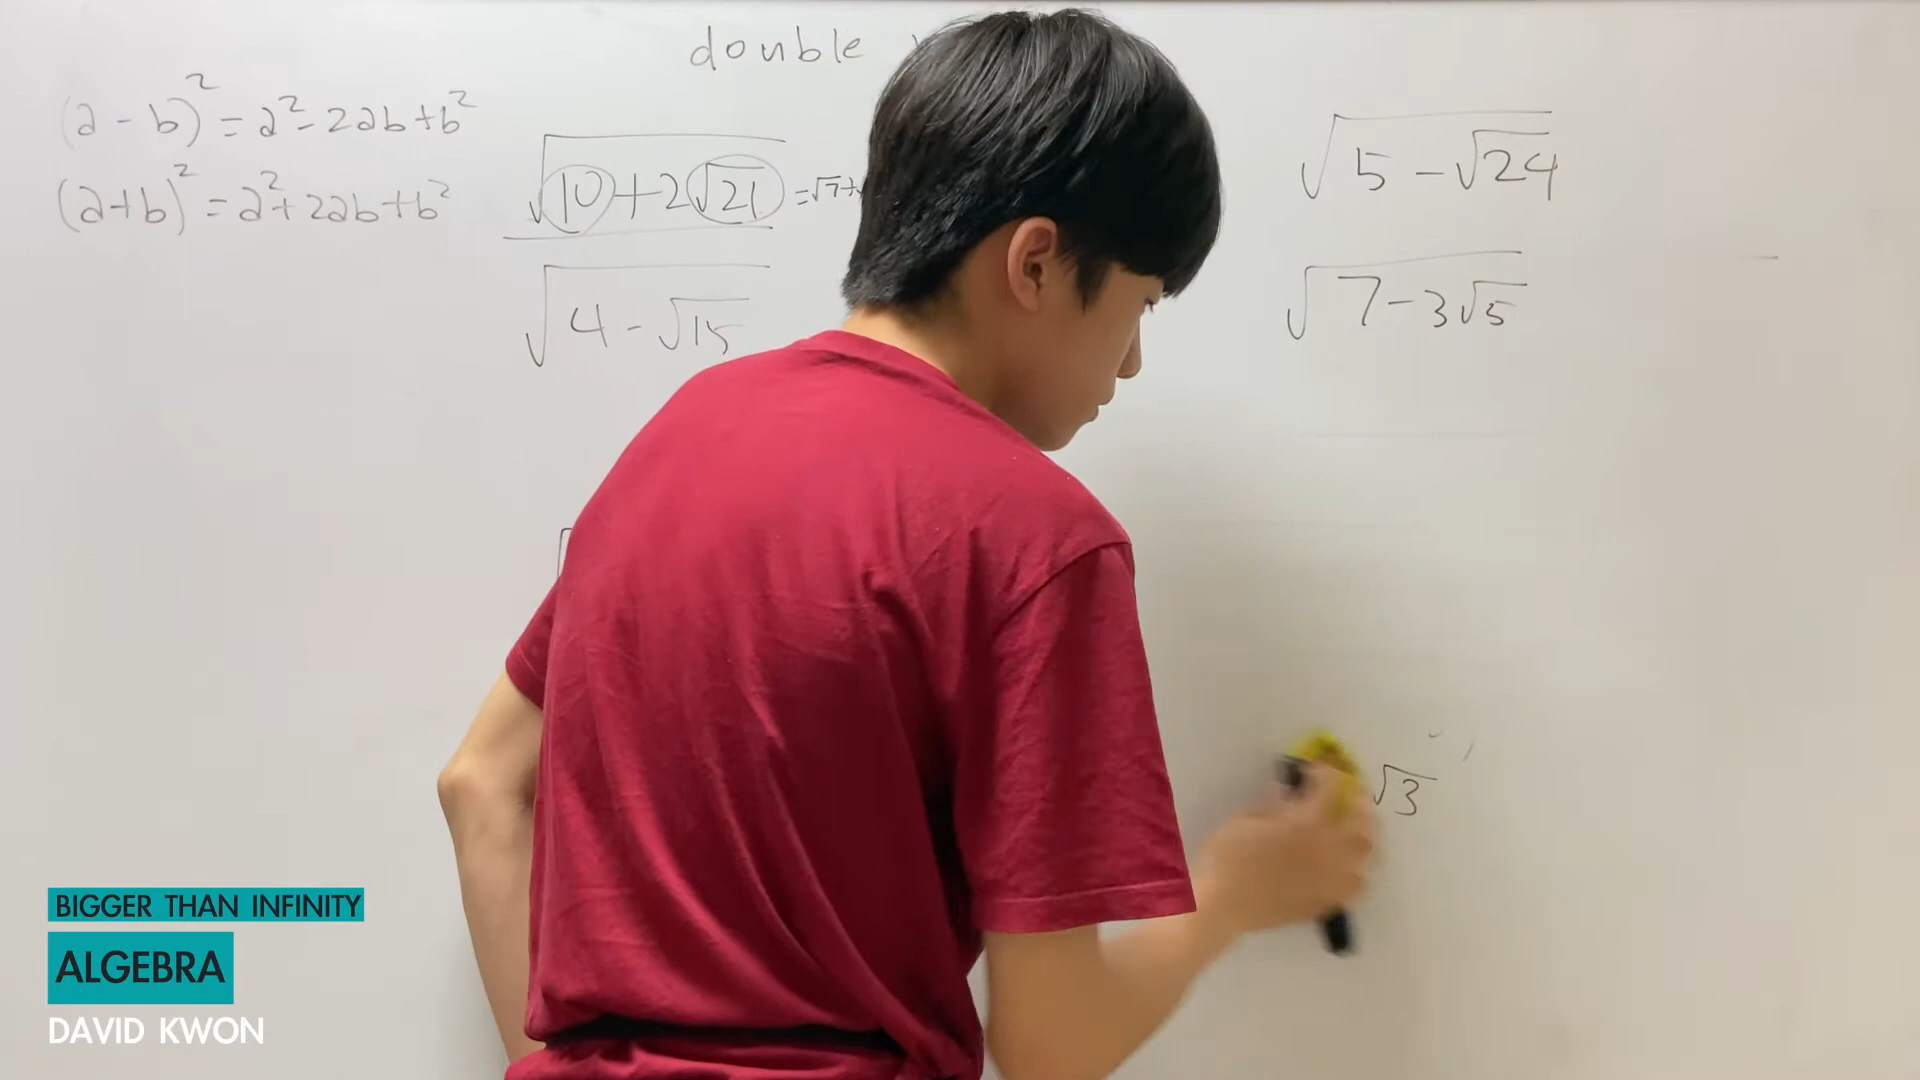 double
(a - b)² = a² - 2ab + b²
(a + b)² = a² + 2ab + b²
√(10 + 2√21) = √7 +
√(4 - √15)
√(5 - √24)
√(7 - 3√5)
√3
BIGGER THAN INFINITY
ALGEBRA
DAVID KWON